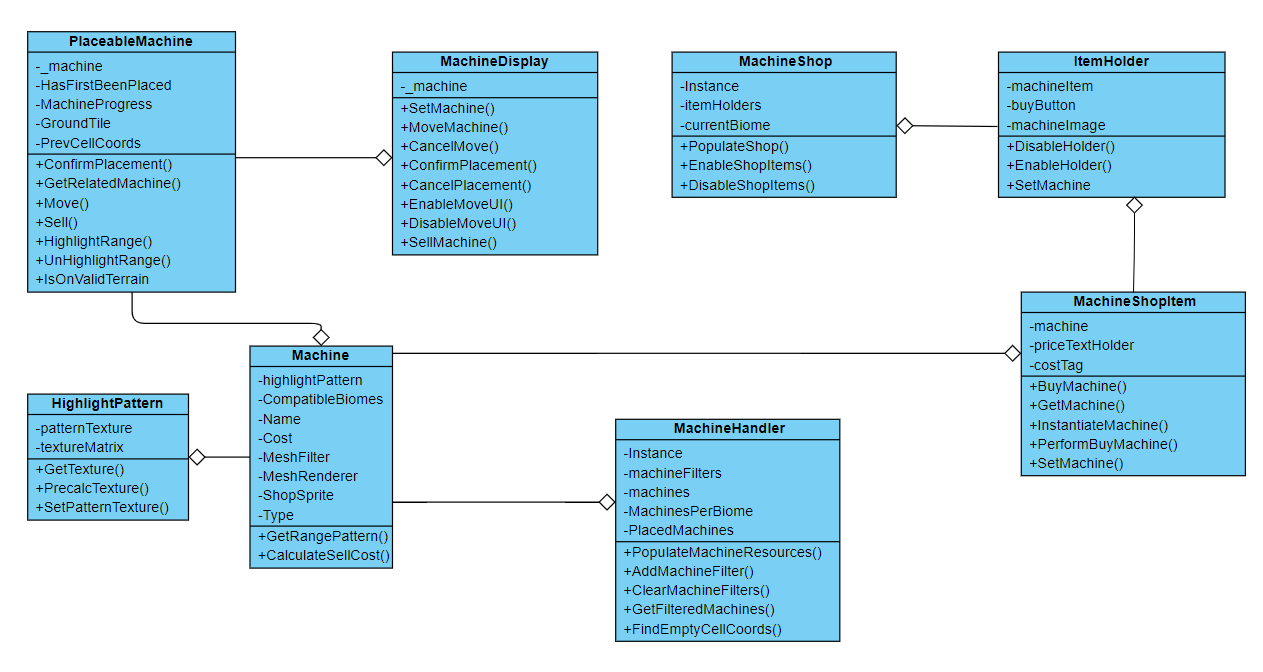 PlaceableMachine
-_machine
-HasFirstBeenPlaced
-MachineProgress
-GroundTile
-PrevCellCoords
+ConfirmPlacement()
+GetRelatedMachine()
+Move()
+Sell()
+HighlightRange()
+UnHighlightRange()
+IsOnValidTerrain
MachineDisplay
-_machine
+SetMachine()
+MoveMachine()
+CancelMove()
+ConfirmPlacement()
+CancelPlacement()
+EnableMoveUI()
+DisableMoveUI()
+SellMachine()
MachineShop
-Instance
-itemHolders
-currentBiome
+PopulateShop()
+EnableShopItems()
+DisableShopItems()
ItemHolder
-machineItem
-buyButton
-machineImage
+DisableHolder()
+EnableHolder()
+SetMachine
MachineShopItem
-machine
-priceTextHolder
-costTag
+BuyMachine()
+GetMachine()
+InstantiateMachine()
+PerformBuyMachine()
+SetMachine()
Machine
-highlightPattern
-CompatibleBiomes
-Name
-Cost
-MeshFilter
-MeshRenderer
-ShopSprite
-Type
+GetRangePattern()
+CalculateSellCost()
HighlightPattern
-patternTexture
-textureMatrix
+GetTexture()
+PrecalcTexture()
+SetPatternTexture()
MachineHandler
-Instance
-machineFilters
-machines
-MachinesPerBiome
-PlacedMachines
+PopulateMachineResources()
+AddMachineFilter()
+ClearMachineFilters()
+GetFilteredMachines()
+FindEmptyCellCoords()